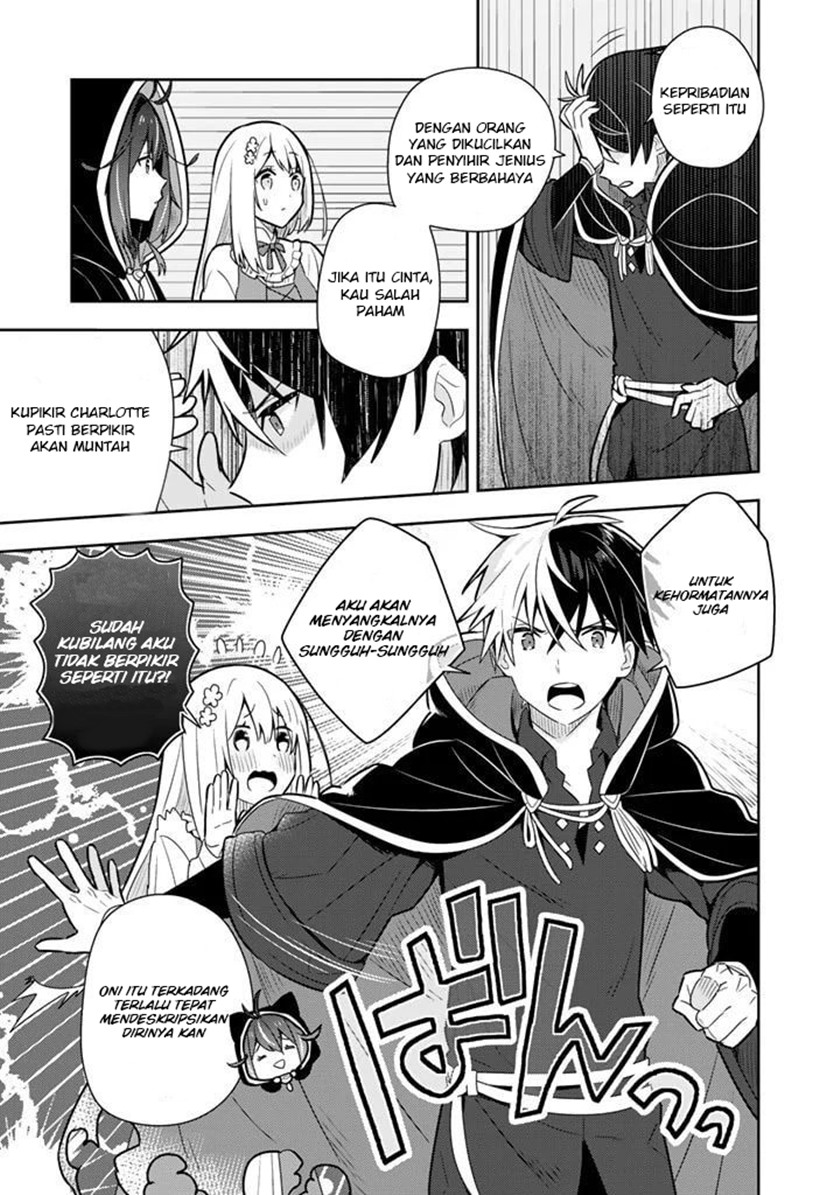 KEPRIBADIAN
SEPERTI ITU
DENGAN ORANG
YANG DIKUCILKAN
DAN PENYIHIR JENIUS
YANG BERBAHAYA
JIKA ITU CINTA,
KAU SALAH
PAHAM
KUPIKIR CHARLOTTE
PASTI BERPIKIR
AKAN MUNTAH
UNTUK
KEHORMATANNYA
JUGA
AKU AKAN
MENYANGKALNYA
DENGAN
SUNGGUH-SUNGGUH
SUDAH
KUBILANG AKU
TIDAK BERPIKIR
SEPERTI ITU?!
ばんっっ
ONI ITU TERKADANG
TERLALU TEPAT
MENDESKRIPSIKAN
DIRINYA KAN